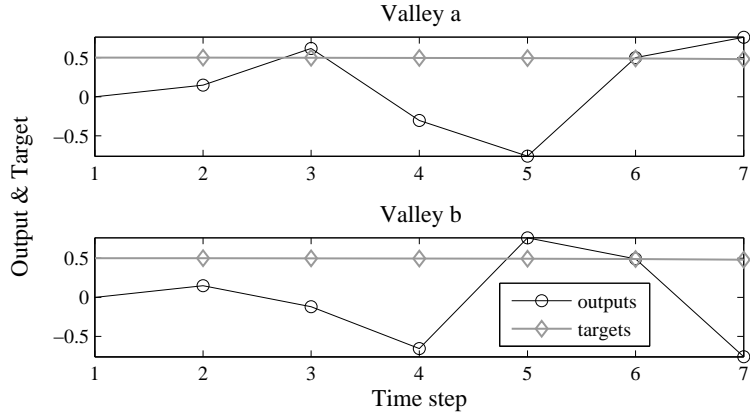 Valley a
0.5
0
–0.5
1 2 3 4 5 6 7
Output & Target
Valley b
0.5
0
–0.5
outputs
targets
1 2 3 4 5 6 7
Time step